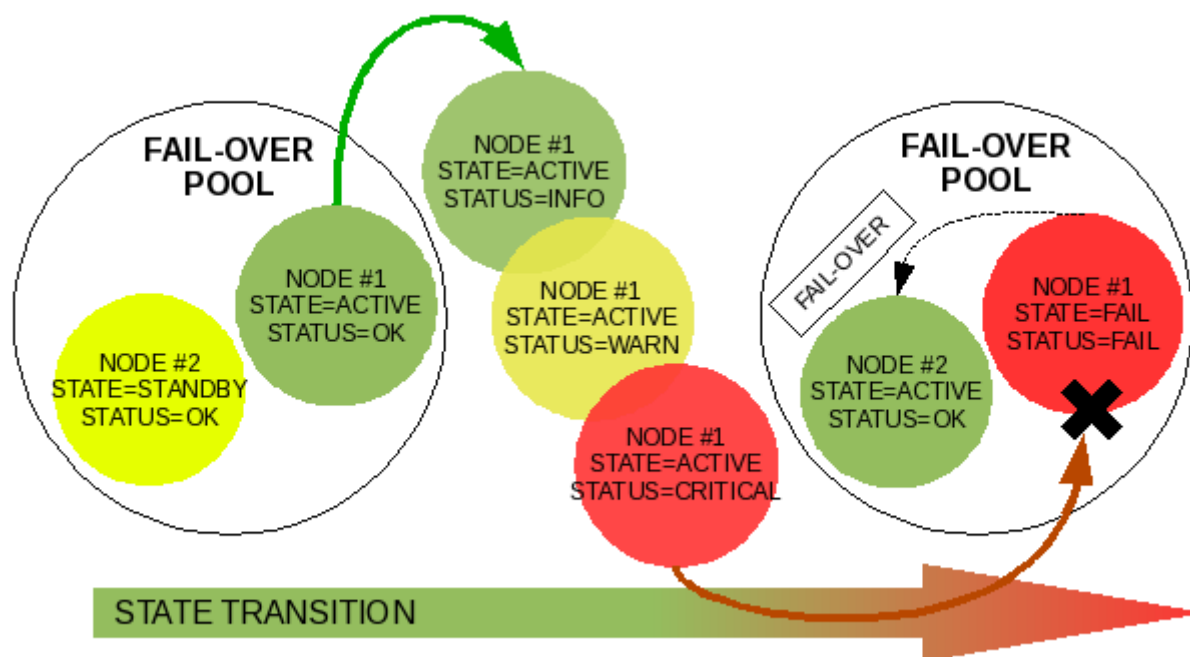 FAIL-OVER
POOL
NODE #1
STATE=ACTIVE
STATUS=OK
NODE #2
STATE=STANDBY
STATUS=OK
NODE #1
STATE=ACTIVE
STATUS=INFO
NODE #1
STATE=ACTIVE
STATUS=WARN
NODE #1
STATE=ACTIVE
STATUS=CRITICAL
FAIL-OVER
POOL
FAIL-OVER
NODE #1
STATE=FAIL
STATUS=FAIL
NODE #2
STATE=ACTIVE
STATUS=OK
STATE TRANSITION